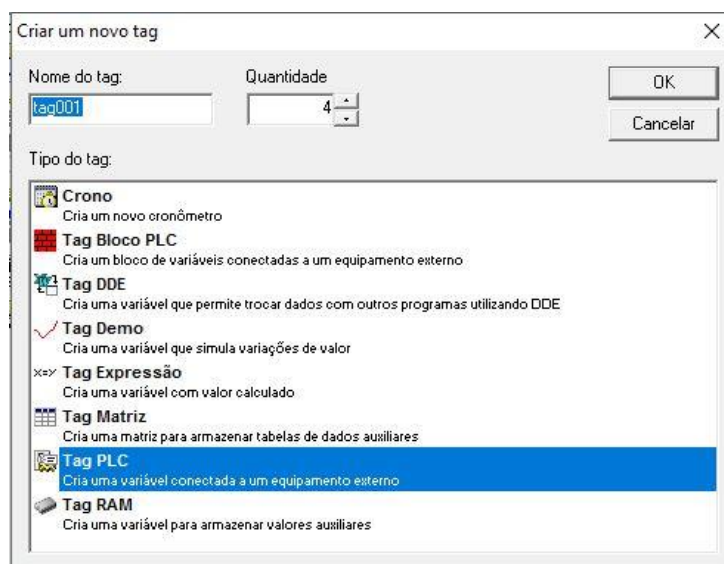 Criar um novo tag
Nome do tag:
Quantidade
OK
tag001
4
Cancelar
Tipo do tag:
Crono
Cria um novo cronômetro
Tag Bloco PLC
Cria um bloco de variáveis conectadas a um equipamento externo
Tag DDE
Cria uma variável que permite trocar dados com outros programas utilizando DDE
Tag Demo
Cria uma variável que simula variações de valor
x=y Tag Expressão
Cria uma variável com valor calculado
Tag Matriz
Cria uma matriz para armazenar tabelas de dados auxiliares
Tag PLC
Cria uma variável conectada a um equipamento externo
Tag RAM
Cria uma variável para armazenar valores auxiliares